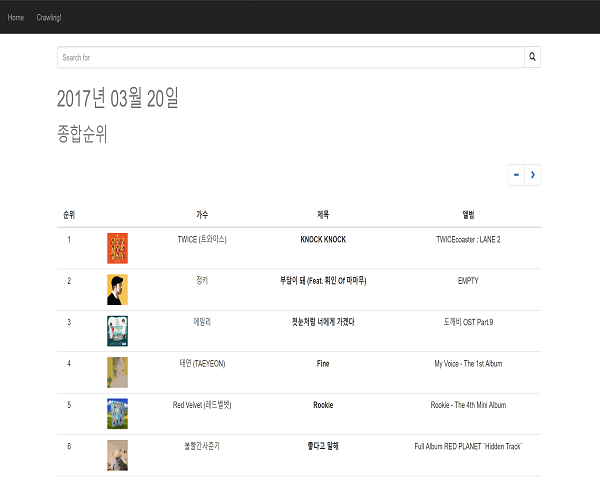 Home Crawling!
Search for
2017년 03월 20일
종합순위
순위 가수 제목 앨범
1 TWICE (트와이스) KNOCK KNOCK TWICEcoaster : LANE 2
2 정키 부담이 돼 (Feat. 휘인 Of 마마무) EMPTY
3 에일리 첫눈처럼 너에게 가겠다 도깨비 OST Part.9
4 태연 (TAEYEON) Fine My Voice - The 1st Album
5 Red Velvet (레드벨벳) Rookie Rookie - The 4th Mini Album
6 볼빨간사춘기 좋다고 말해 Full Album RED PLANET `Hidden Track`